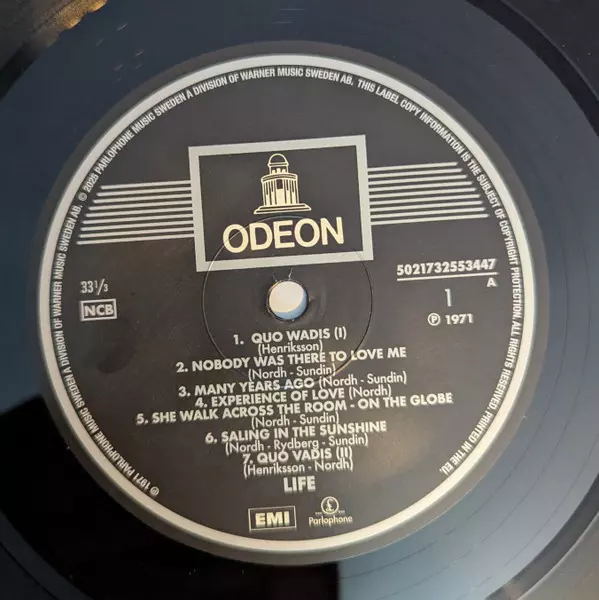 ℗ 1971 PARLOPHONE MUSIC SWEDEN A DIVISION OF WARNER MUSIC SWEDEN AB. © 2025 PARLOPHONE MUSIC SWEDEN A DIVISION OF WARNER MUSIC SWEDEN AB. THIS LABEL COPY INFORMATION IS THE SUBJECT OF COPYRIGHT PROTECTION. ALL RIGHTS RESERVED. PRINTED IN THE EU.
ODEON
33 1/3
NCB
5021732553447
A
1
℗ 1971
1. QUO WADIS (I)
(Henriksson)
2. NOBODY WAS THERE TO LOVE ME
(Nordh - Sundin)
3. MANY YEARS AGO (Nordh - Sundin)
4. EXPERIENCE OF LOVE (Nordh)
5. SHE WALK ACROSS THE ROOM - ON THE GLOBE
(Nordh - Sundin)
6. SALING IN THE SUNSHINE
(Nordh - Rydberg - Sundin)
7. QUO VADIS (II)
(Henriksson - Nordh)
LIFE
EMI
Parlophone